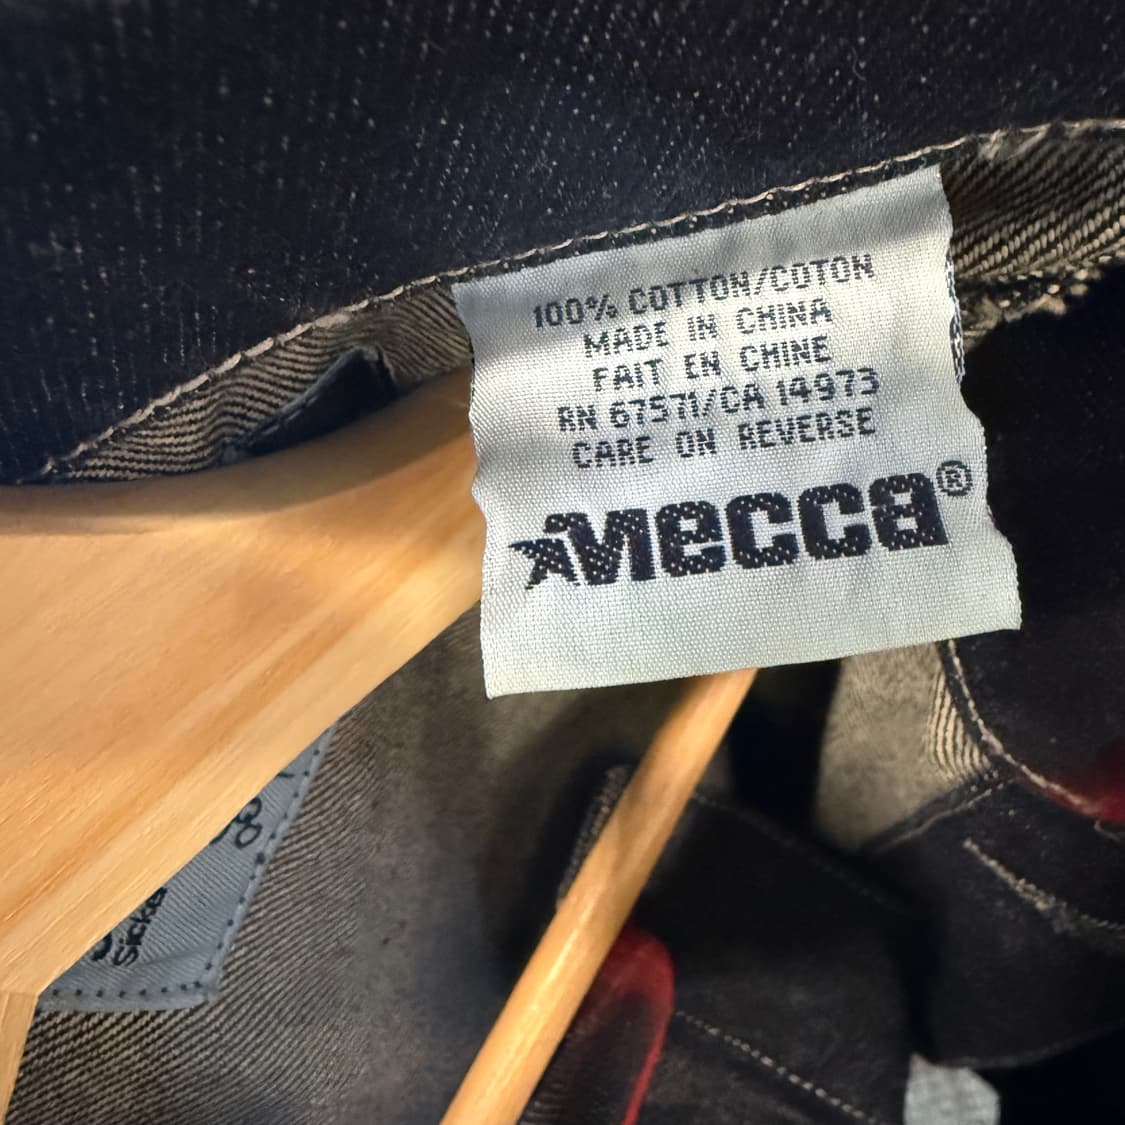 100% COTTON/COTON
MADE IN CHINA
FAIT EN CHINE
RN 67571/CA 14973
CARE ON REVERSE
Mecca®